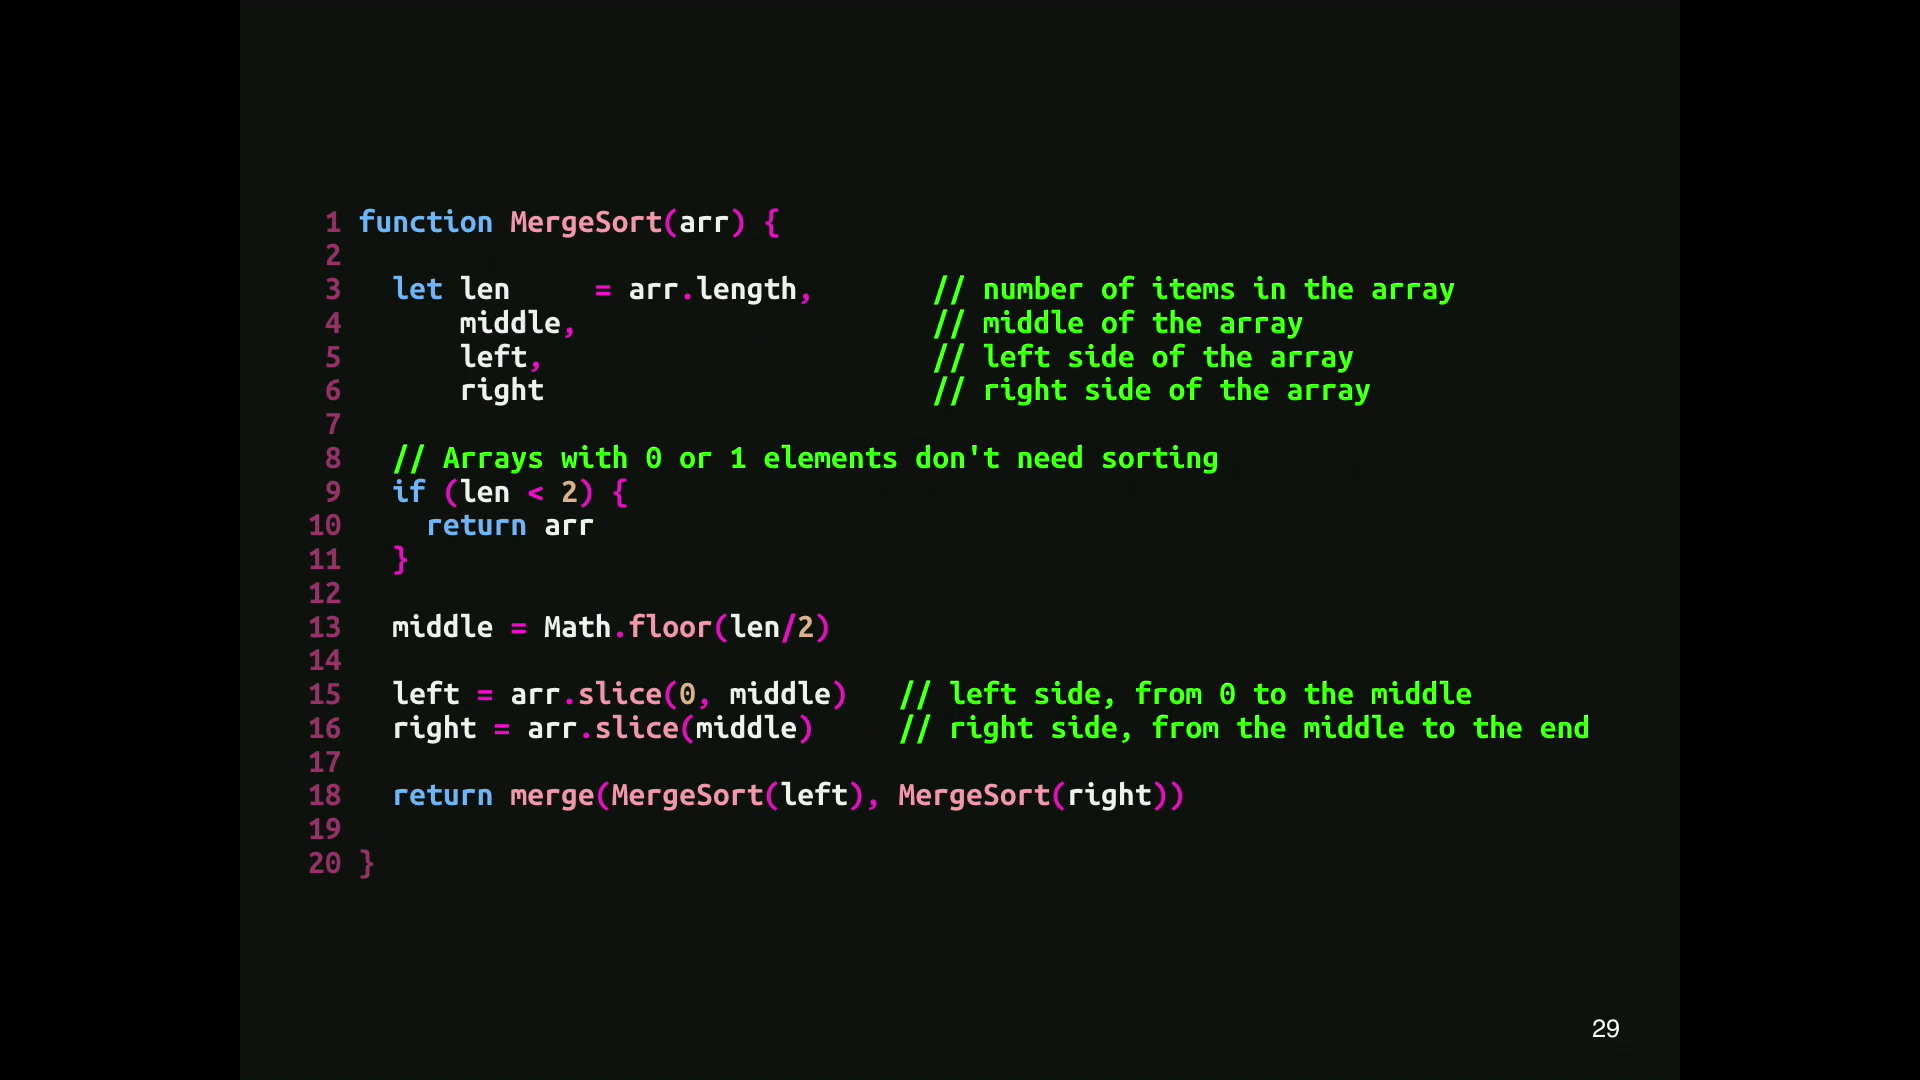 1 function MergeSort(arr) {
2
3   let len     = arr.length,       // number of items in the array
4       middle,                     // middle of the array
5       left,                       // left side of the array
6       right                       // right side of the array
7
8   // Arrays with 0 or 1 elements don't need sorting
9   if (len < 2) {
10     return arr
11   }
12
13   middle = Math.floor(len/2)
14
15   left = arr.slice(0, middle)   // left side, from 0 to the middle
16   right = arr.slice(middle)     // right side, from the middle to the end
17
18   return merge(MergeSort(left), MergeSort(right))
19
20 }
29